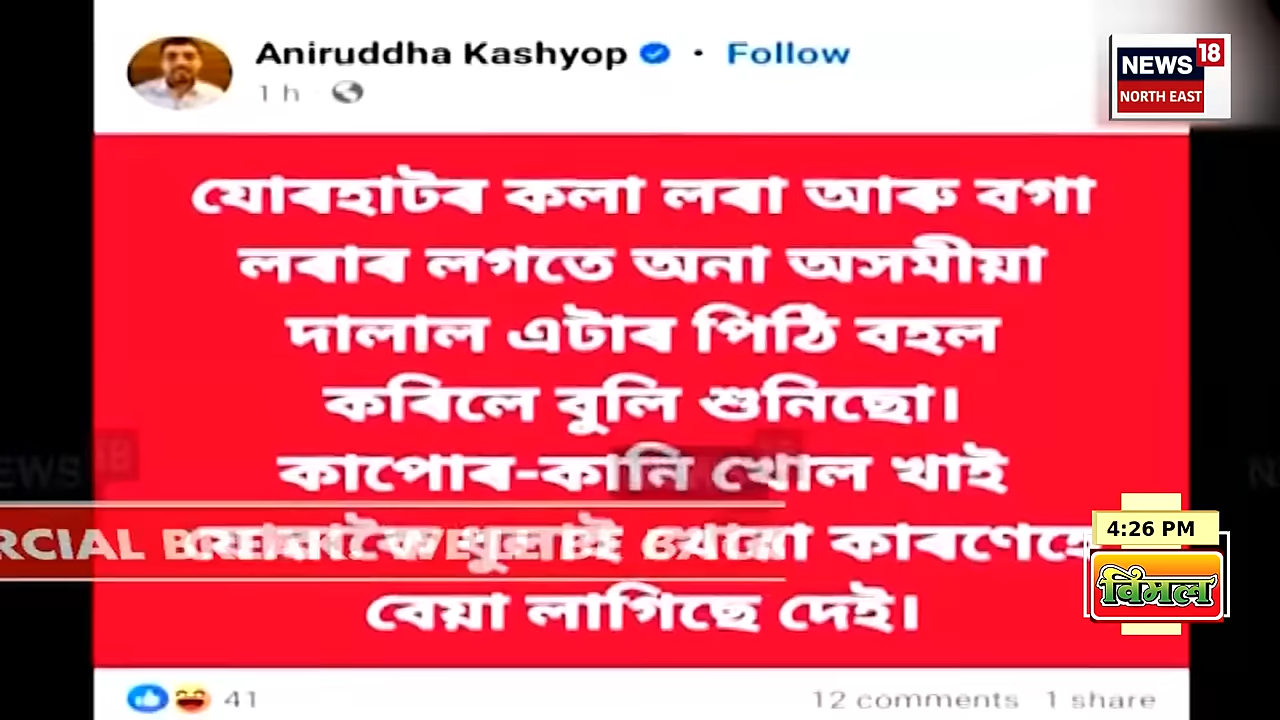 Aniruddha Kashyop · Follow
1 h
NEWS 18
NORTH EAST
যোৰহাটৰ কলা লৰা আৰু বগা
লৰাৰ লগতে অনা অসমীয়া
দালাল এটাৰ পিঠি বহল
কৰিলে বুলি শুনিছো।
কাপোৰ-কানি খোল খাই
খোৱা কাৰণেহে
বেয়া লাগিছে দেই।
4:26 PM
विमल
41
12 comments 1 share